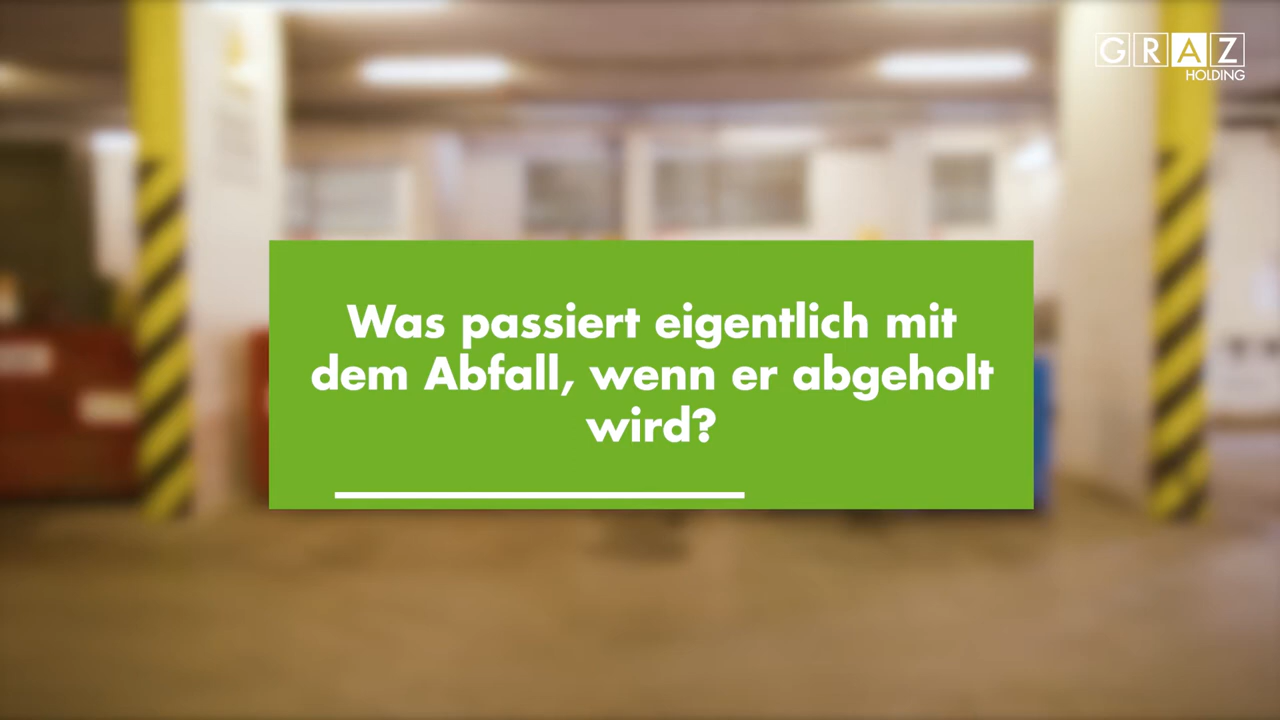 GRAZ
HOLDING
Was passiert eigentlich mit
dem Abfall, wenn er abgeholt
wird?